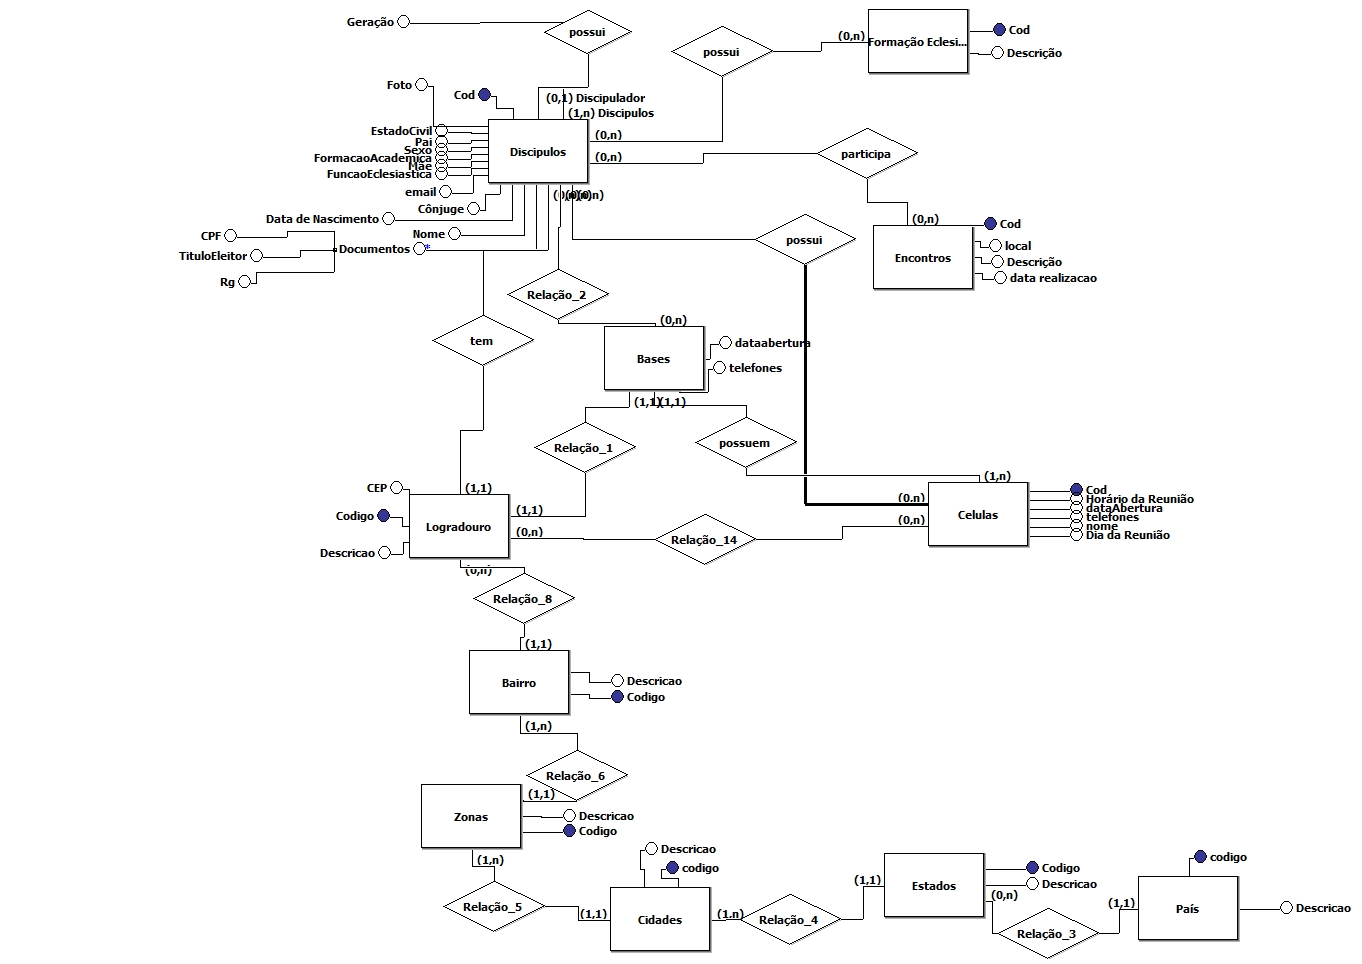 Geração
possui
possui
(0,n)
Formação Eclesi...
Cod
Descrição
Foto
Cod
(0,1) Discipulador
(1,n) Discipulos
EstadoCivil
Pai
Sexo
FormacaoAcademica
Mae
FuncaoEclesiastica
Discipulos
(0,n)
(0,n)
participa
email
Cônjuge
(0,n)
Data de Nascimento
Nome
CPF
TituloEleitor
Documentos
*
Rg
possui
(0,n)
Cod
Encontros
local
Descrição
data realizacao
Relação_2
(0,n)
tem
Bases
dataabertura
telefones
(1,1)
(1,1)
Relação_1
possuem
CEP
(1,1)
(1,n)
Codigo
Logradouro
(1,1)
(0,n)
(0,n)
Celulas
Cod
Horário da Reunião
dataAbertura
telefones
nome
Dia da Reunião
Descricao
(0,n)
Relação_14
(0,n)
Relação_8
(1,1)
Bairro
Descricao
Codigo
(1,n)
Relação_6
(1,1)
Zonas
Descricao
Codigo
(1,n)
Relação_5
(1,1)
Descricao
codigo
Cidades
(1,n)
Relação_4
(1,1)
Estados
Codigo
Descricao
(0,n)
Relação_3
(1,1)
codigo
País
Descricao